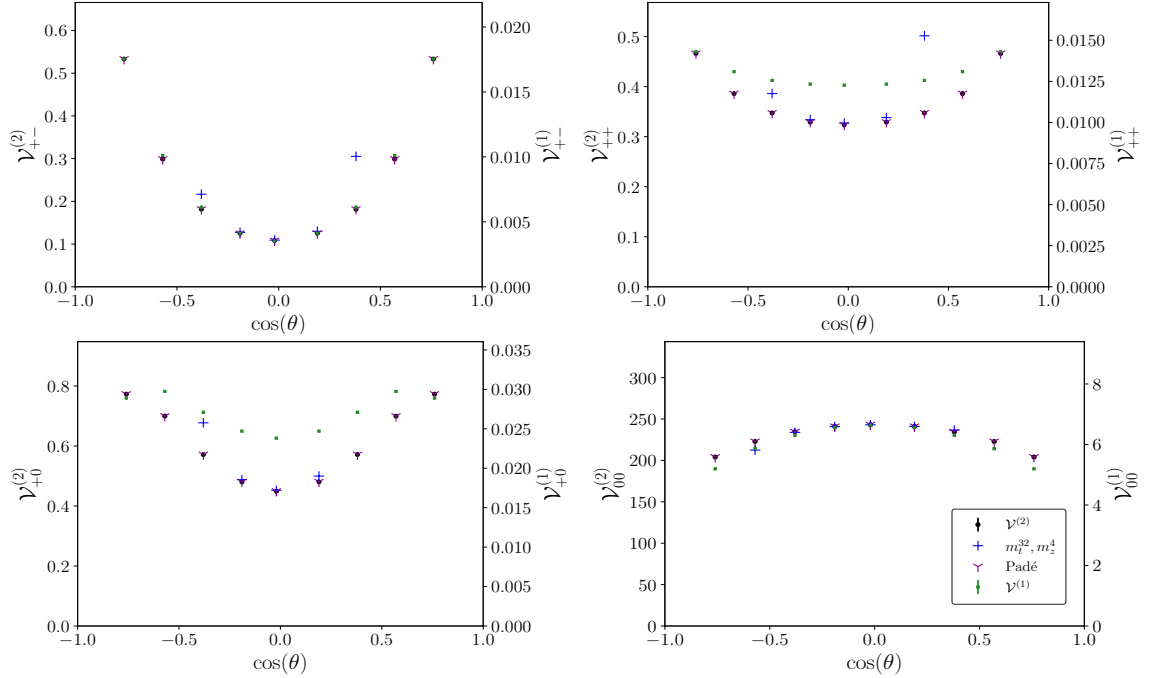 0.6
0.5
0.4
0.3
0.2
0.1
0.0
0.020
0.015
0.010
0.005
0.000
−1.0 −0.5 0.0 0.5 1.0
cos(θ)
𝒱₊₋⁽²⁾
𝒱₊₋⁽¹⁾
0.5
0.4
0.3
0.2
0.1
0.0
0.0150
0.0125
0.0100
0.0075
0.0050
0.0025
0.0000
−1.0 −0.5 0.0 0.5 1.0
cos(θ)
𝒱₊₊⁽²⁾
𝒱₊₊⁽¹⁾
0.8
0.6
0.4
0.2
0.0
0.035
0.030
0.025
0.020
0.015
0.010
0.005
0.000
−1.0 −0.5 0.0 0.5 1.0
cos(θ)
𝒱₊₀⁽²⁾
𝒱₊₀⁽¹⁾
300
250
200
150
100
50
0
8
6
4
2
0
−1.0 −0.5 0.0 0.5 1.0
cos(θ)
𝒱₀₀⁽²⁾
𝒱₀₀⁽¹⁾
𝒱⁽²⁾
mₜ³², m_z⁴
Padé
𝒱⁽¹⁾